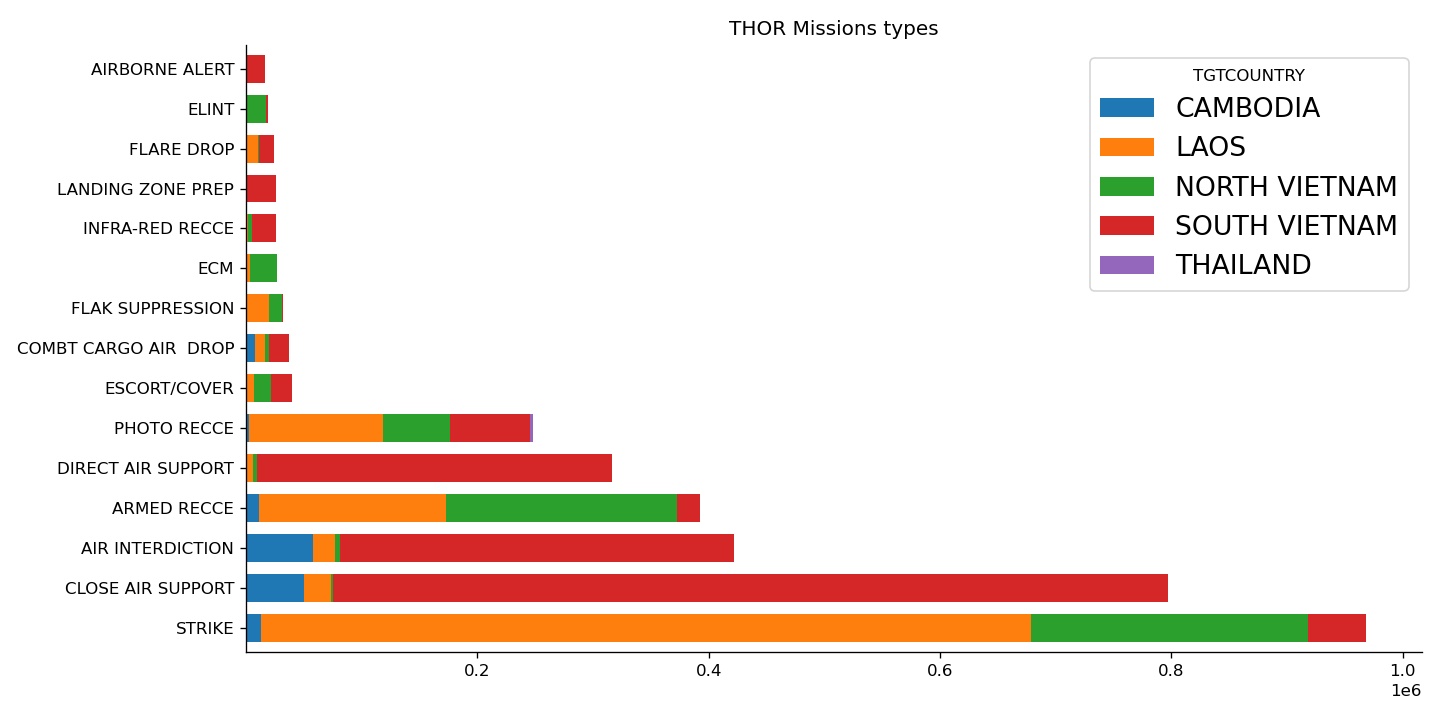 THOR Missions types
TGTCOUNTRY
CAMBODIA
LAOS
NORTH VIETNAM
SOUTH VIETNAM
THAILAND
AIRBORNE ALERT
ELINT
FLARE DROP
LANDING ZONE PREP
INFRA-RED RECCE
ECM
FLAK SUPPRESSION
COMBT CARGO AIR  DROP
ESCORT/COVER
PHOTO RECCE
DIRECT AIR SUPPORT
ARMED RECCE
AIR INTERDICTION
CLOSE AIR SUPPORT
STRIKE
0.2 0.4 0.6 0.8 1.0
1e6